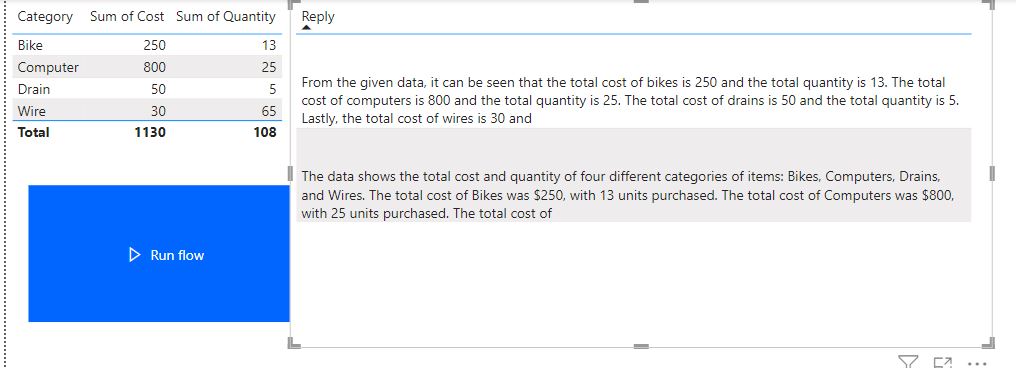 Category Sum of Cost Sum of Quantity
Bike 250 13
Computer 800 25
Drain 50 5
Wire 30 65
Total 1130 108
Run flow
Reply
From the given data, it can be seen that the total cost of bikes is 250 and the total quantity is 13. The total
cost of computers is 800 and the total quantity is 25. The total cost of drains is 50 and the total quantity is 5.
Lastly, the total cost of wires is 30 and
The data shows the total cost and quantity of four different categories of items: Bikes, Computers, Drains,
and Wires. The total cost of Bikes was $250, with 13 units purchased. The total cost of Computers was $800,
with 25 units purchased. The total cost of